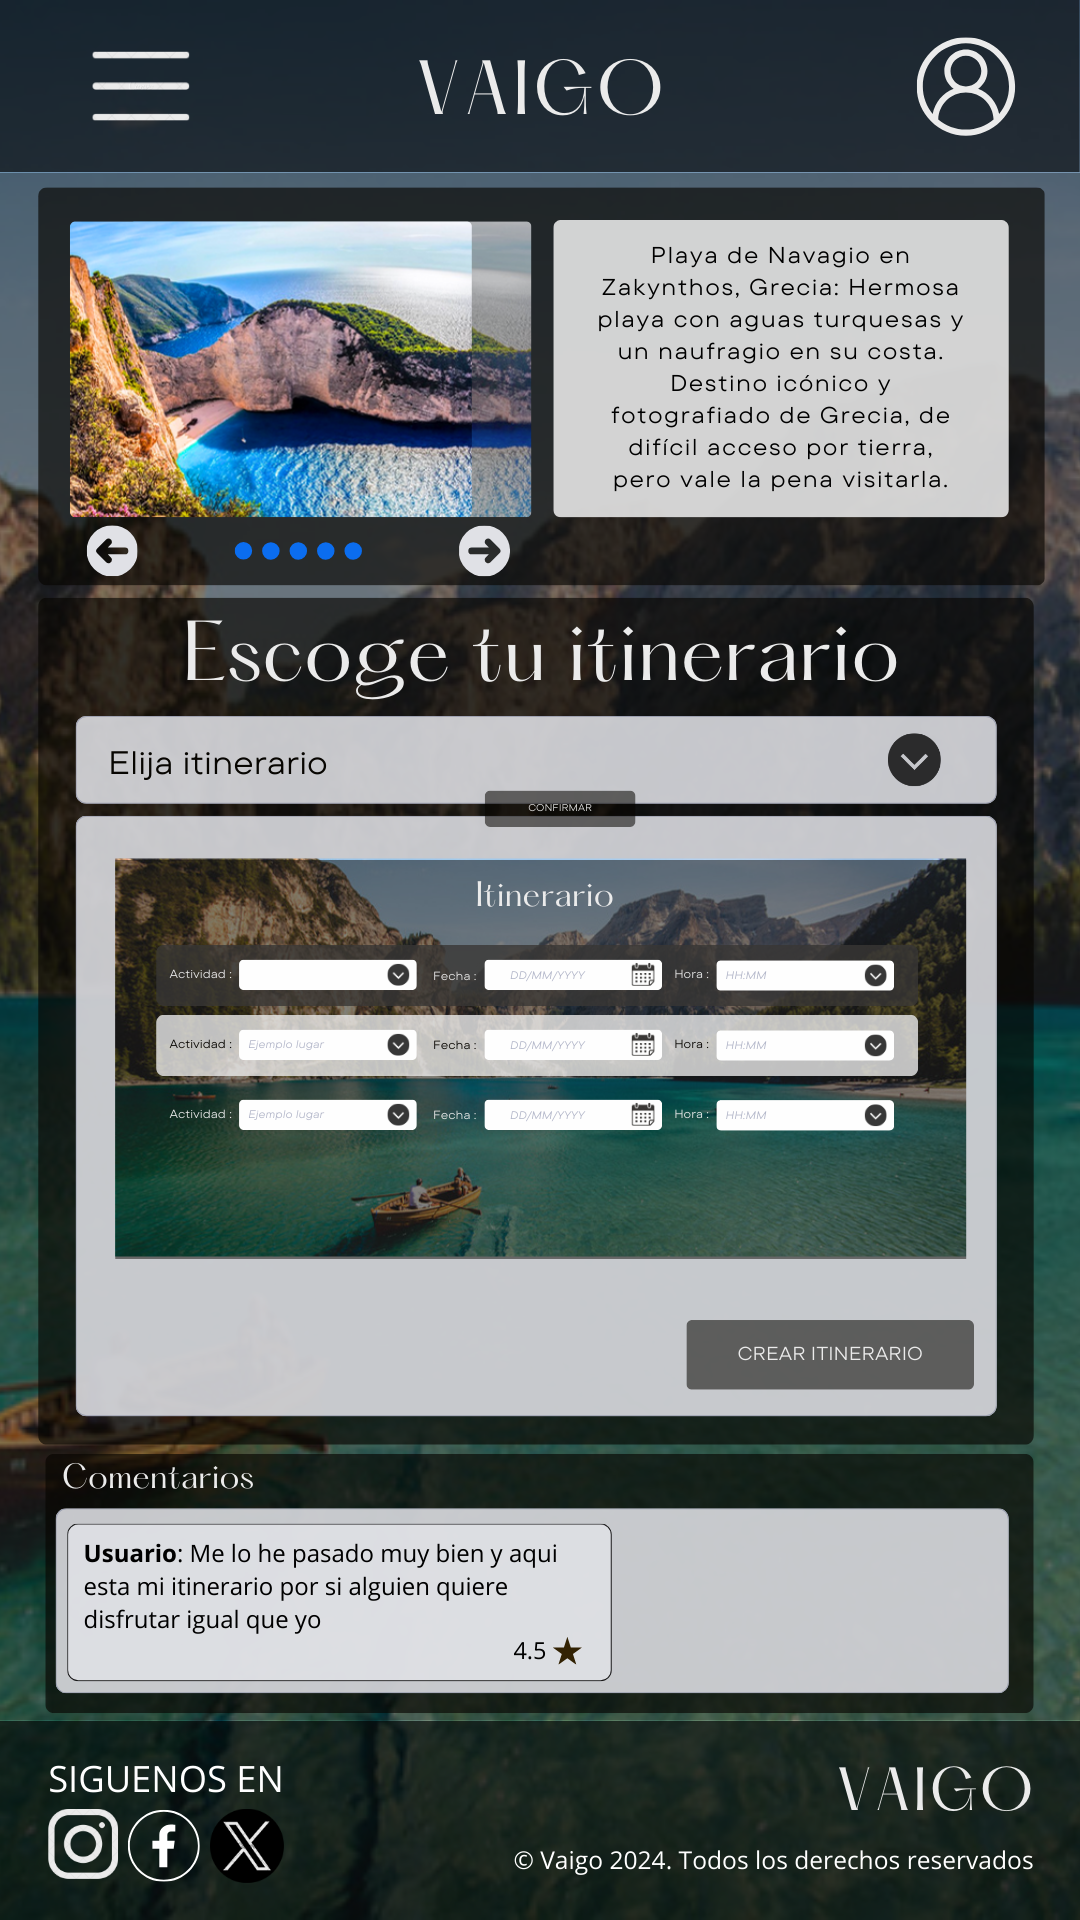 VAIGO
Playa de Navagio en
Zakynthos, Grecia: Hermosa
playa con aguas turquesas y
un naufragio en su costa.
Destino icónico y
fotografiado de Grecia, de
difícil acceso por tierra,
pero vale la pena visitarla.
Escoge tu itinerario
Elija itinerario
CONFIRMAR
Itinerario
Actividad : Fecha : DD/MM/YYYY Hora : HH:MM
Actividad : Ejemplo lugar Fecha : DD/MM/YYYY Hora : HH:MM
Actividad : Ejemplo lugar Fecha : DD/MM/YYYY Hora : HH:MM
CREAR ITINERARIO
Comentarios
Usuario: Me lo he pasado muy bien y aqui
esta mi itinerario por si alguien quiere
disfrutar igual que yo
4.5
SIGUENOS EN
VAIGO
© Vaigo 2024. Todos los derechos reservados